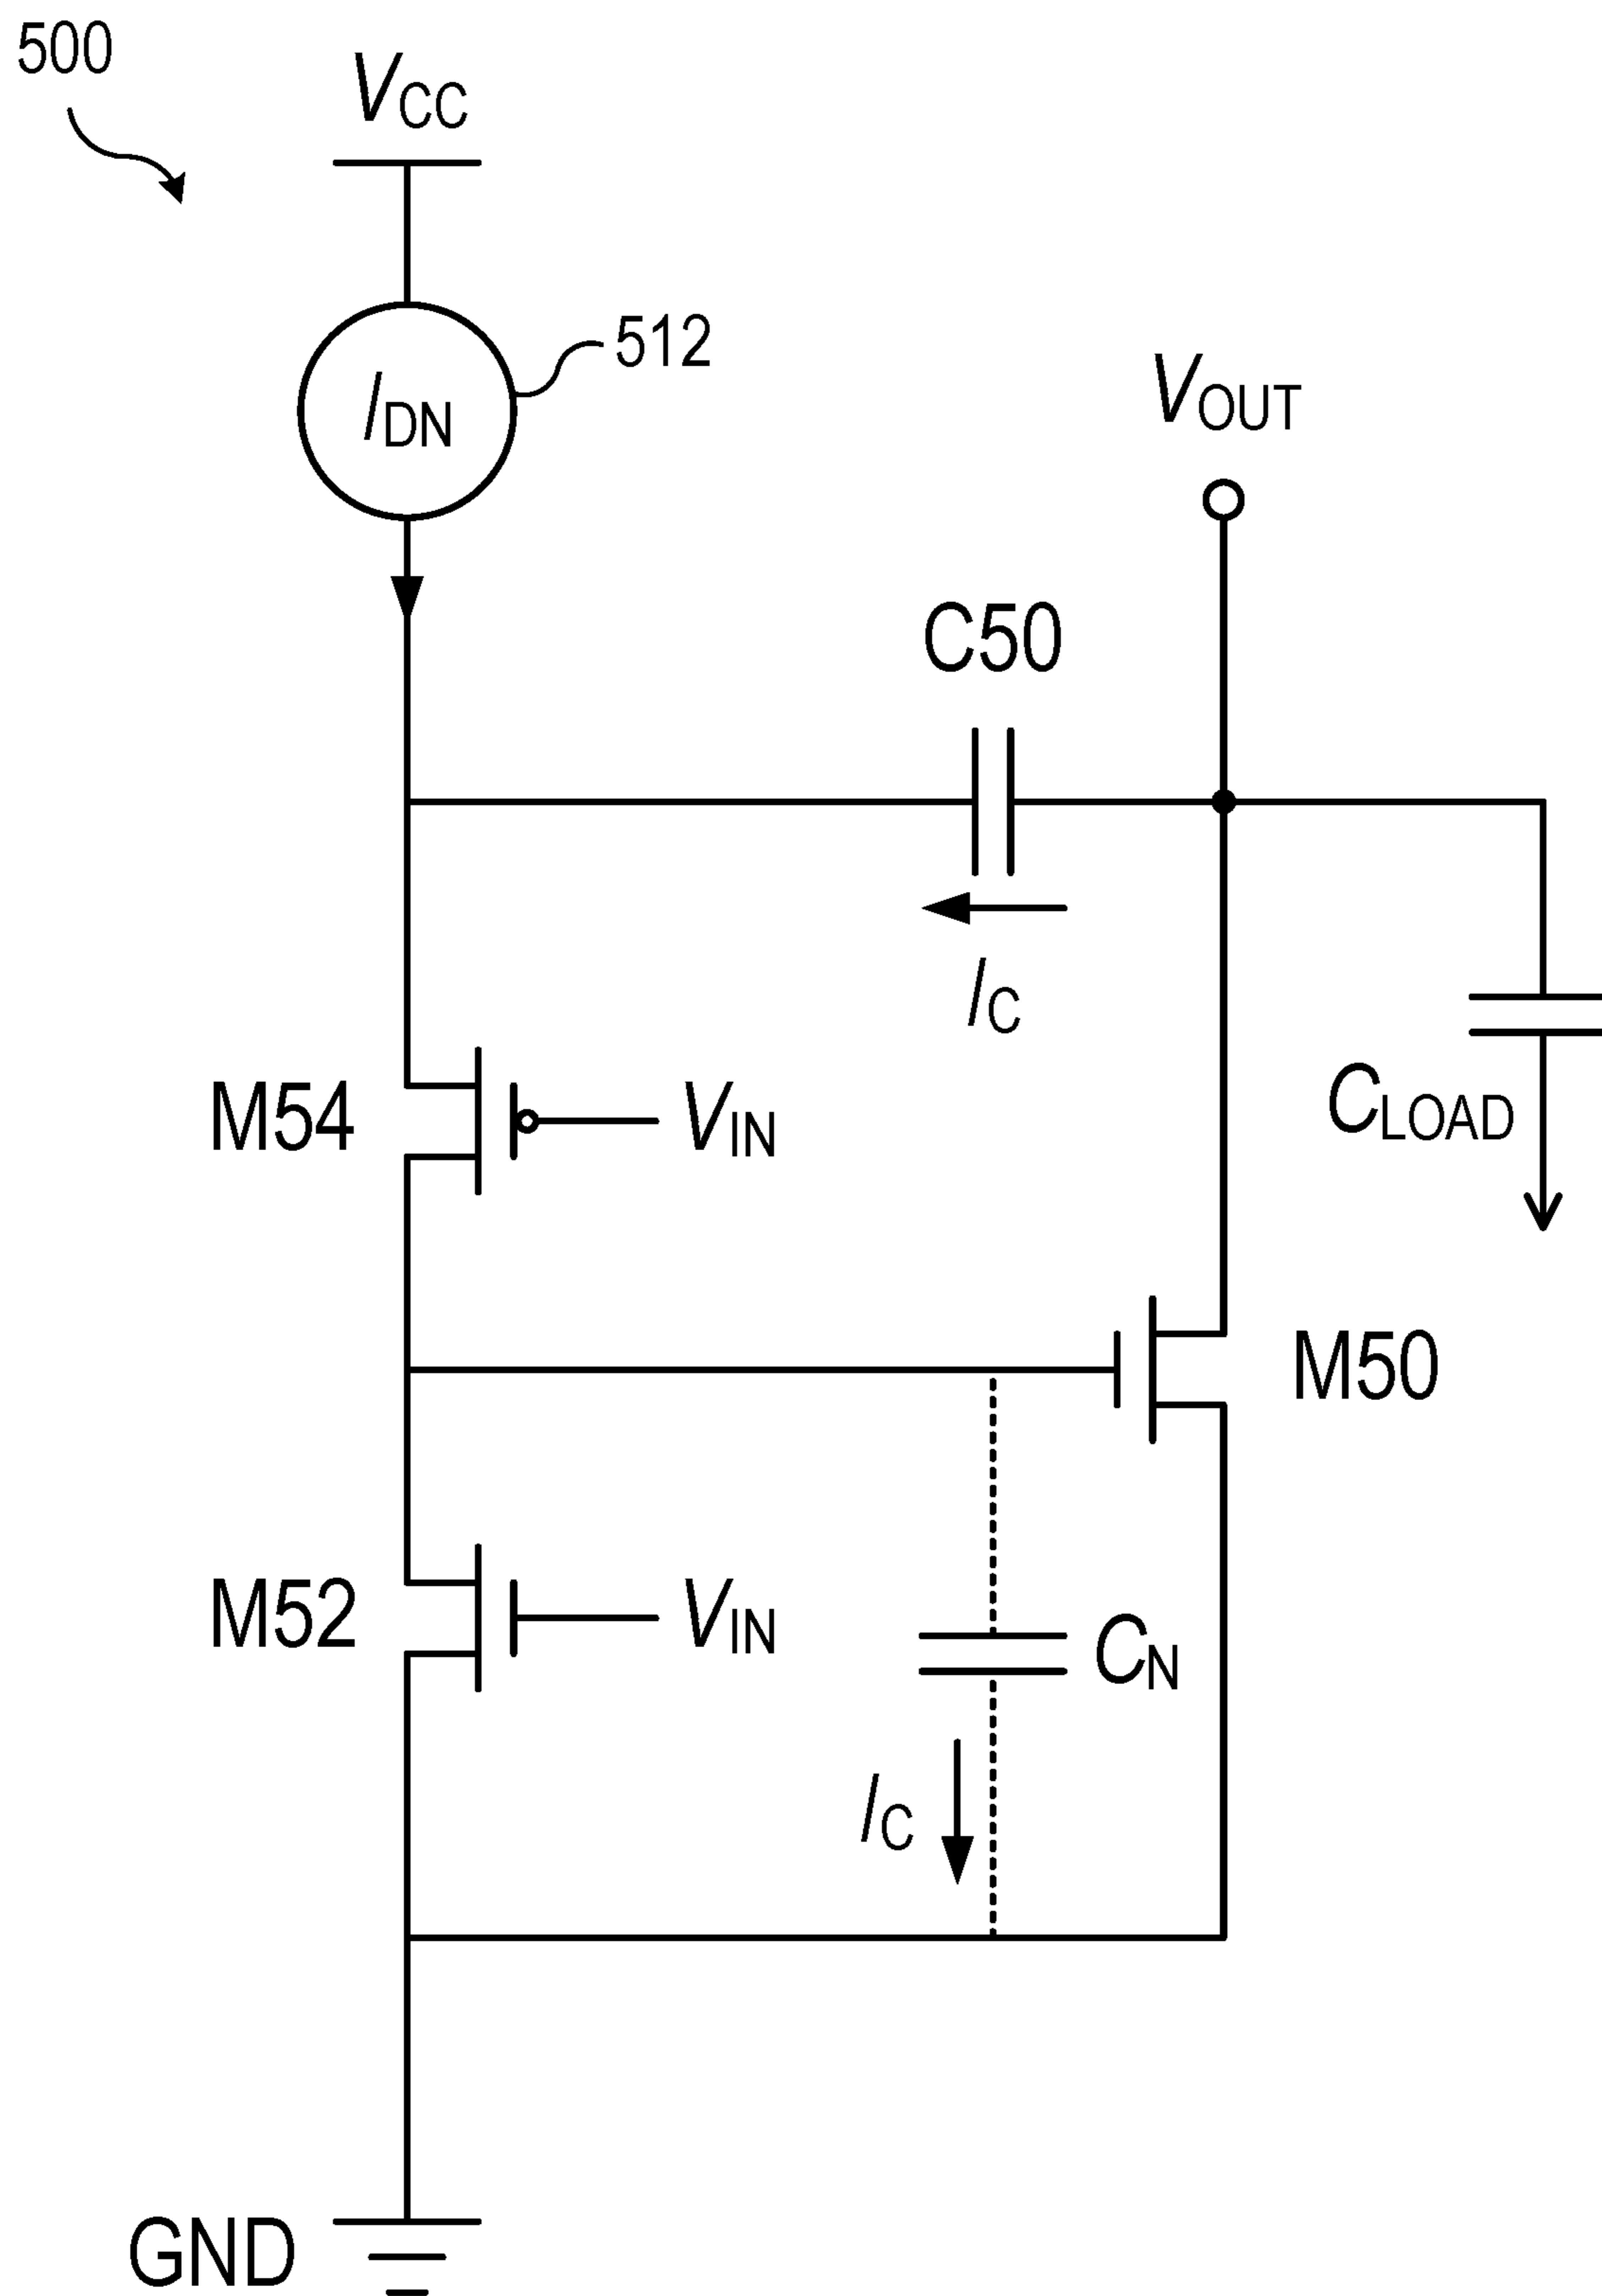 500
VCC
IDN
512
VOUT
C50
IC
M54
VIN
CLOAD
M50
M52
VIN
CN
IC
GND